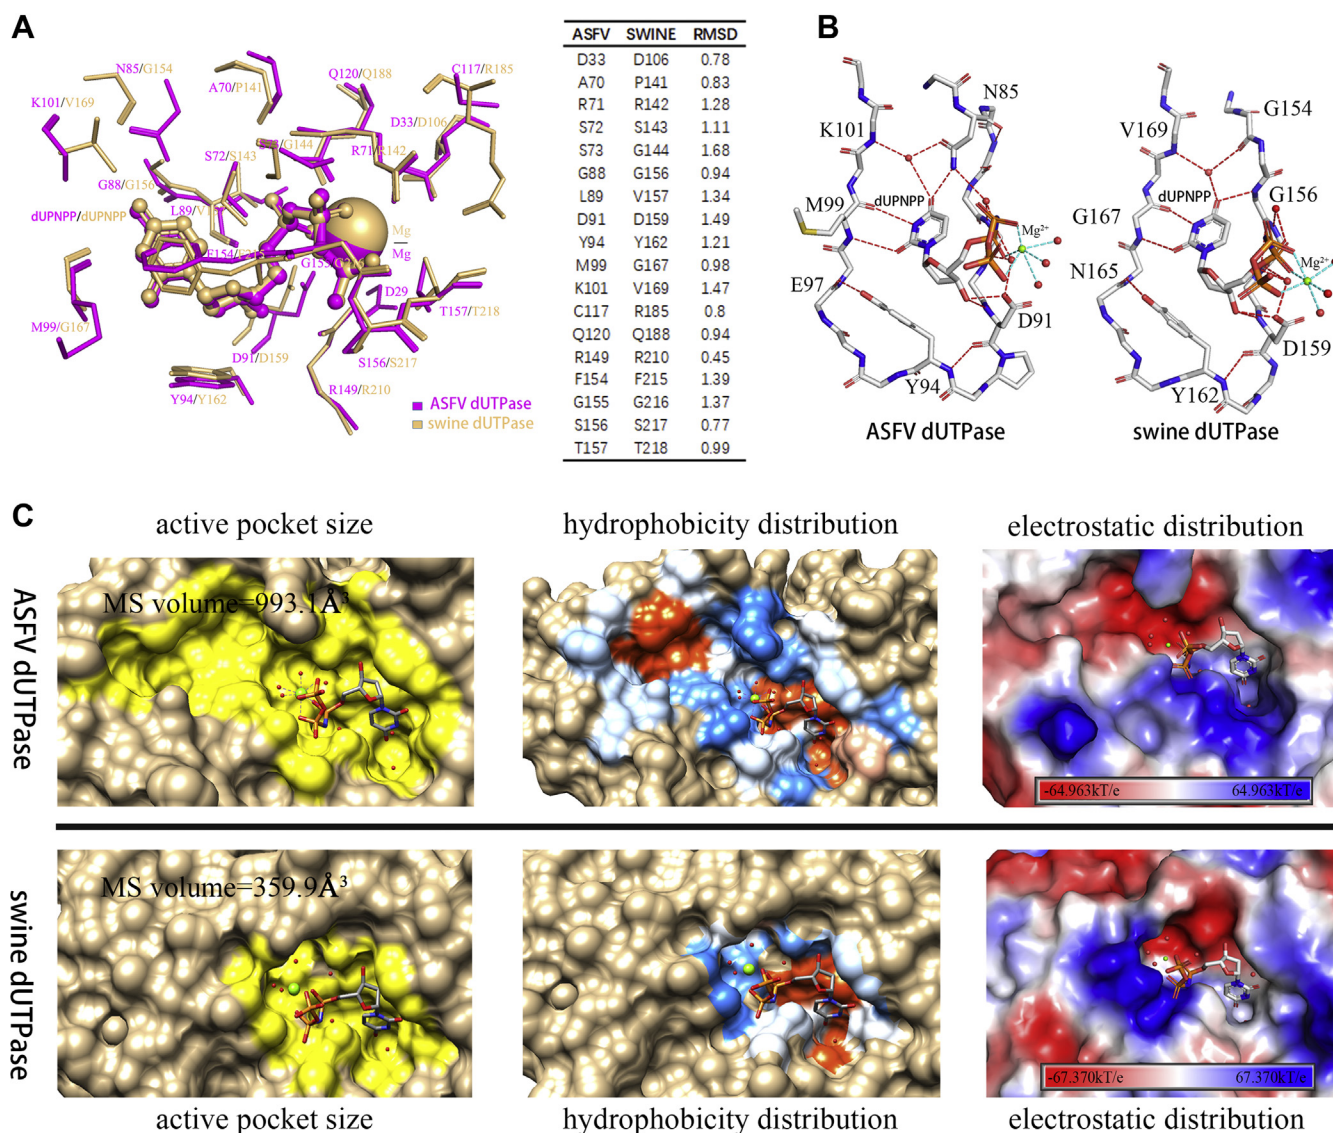 A
N85/G154
K101/V169
A70/P141
Q120/Q188
C117/R185
D33/D106
R71/R142
S72/S143
G88/G156
dUPNPP/dUPNPP
Mg
Mg
D29
T157/T218
M99/G167
D91/D159
S156/S217
Y94/Y162
R149/R210
ASFV dUTPase
swine dUTPase
ASFV SWINE RMSD
D33 D106 0.78
A70 P141 0.83
R71 R142 1.28
S72 S143 1.11
S73 G144 1.68
G88 G156 0.94
L89 V157 1.34
D91 D159 1.49
Y94 Y162 1.21
M99 G167 0.98
K101 V169 1.47
C117 R185 0.8
Q120 Q188 0.94
R149 R210 0.45
F154 F215 1.39
G155 G216 1.37
S156 S217 0.77
T157 T218 0.99
B
N85
K101
dUPNPP
M99
Mg2+
E97
D91
Y94
ASFV dUTPase
G154
V169
dUPNPP
G156
G167
Mg2+
N165
D159
Y162
swine dUTPase
C
active pocket size
hydrophobicity distribution
electrostatic distribution
ASFV dUTPase
MS volume=993.1Å3
-64.963kT/e 64.963kT/e
swine dUTPase
MS volume=359.9Å3
-67.370kT/e 67.370kT/e
active pocket size
hydrophobicity distribution
electrostatic distribution